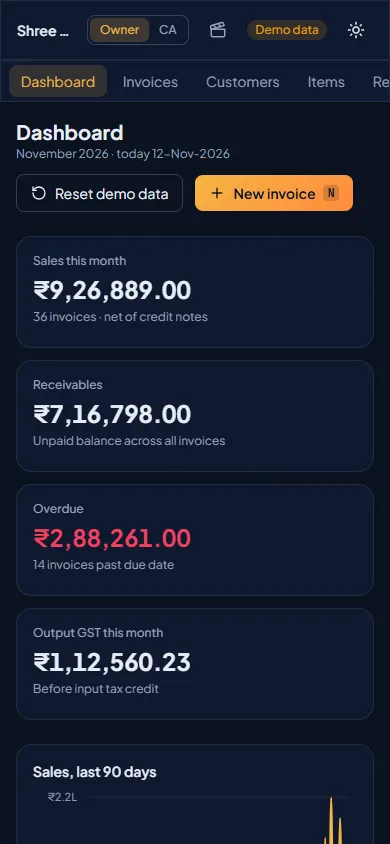 Shree ...
Owner
CA
Demo data
Dashboard
Invoices
Customers
Items
Re
Dashboard
November 2026 · today 12-Nov-2026
Reset demo data
New invoice N
Sales this month
₹9,26,889.00
36 invoices · net of credit notes
Receivables
₹7,16,798.00
Unpaid balance across all invoices
Overdue
₹2,88,261.00
14 invoices past due date
Output GST this month
₹1,12,560.23
Before input tax credit
Sales, last 90 days
₹2.2L